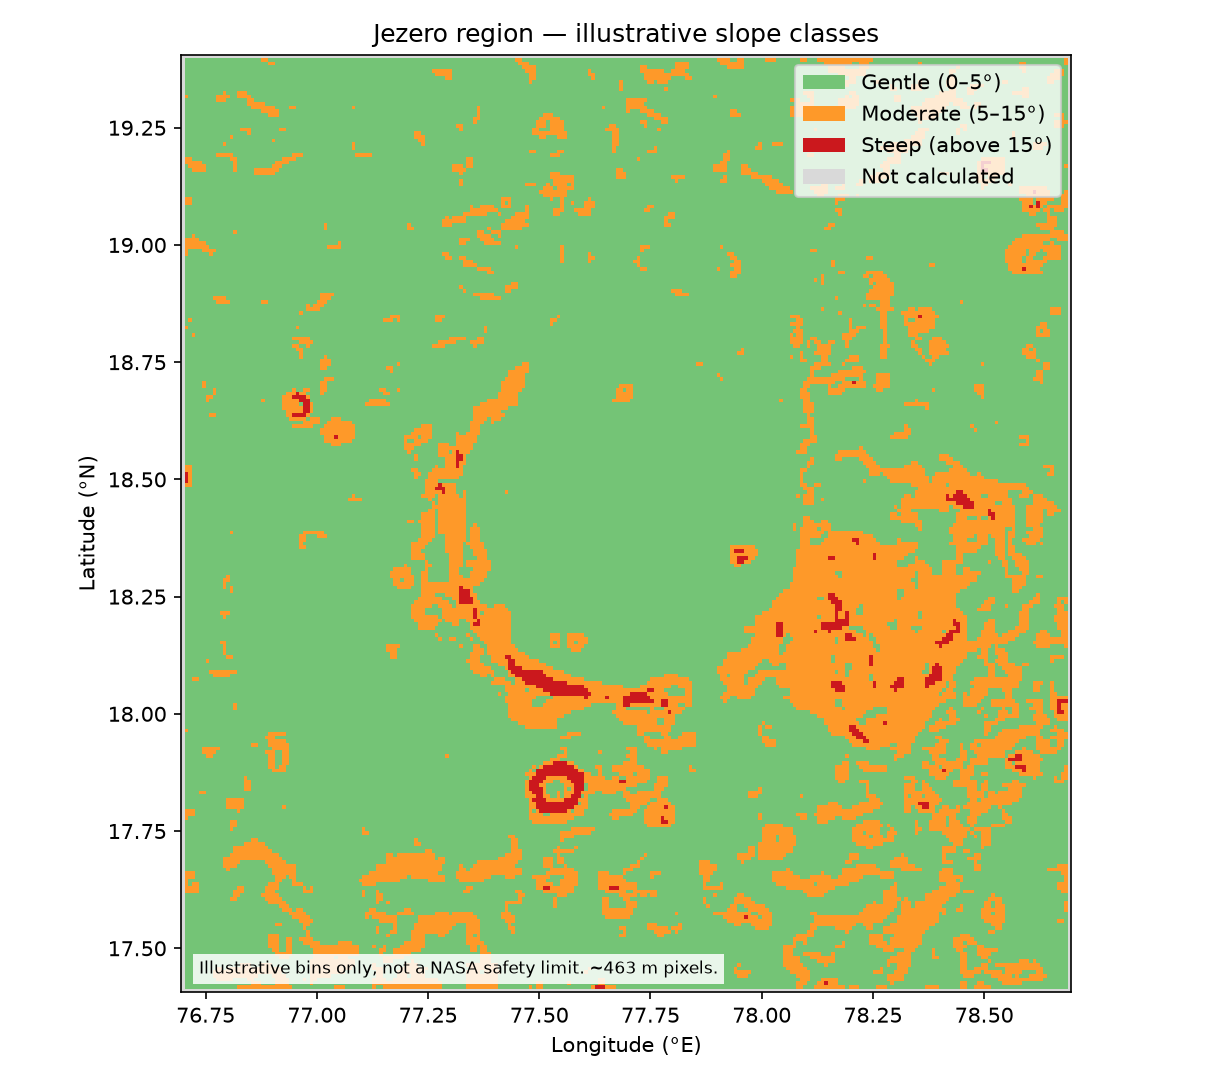 Jezero region — illustrative slope classes
Gentle (0–5°)
Moderate (5–15°)
Steep (above 15°)
Not calculated
Latitude (°N)
19.25
19.00
18.75
18.50
18.25
18.00
17.75
17.50
Illustrative bins only, not a NASA safety limit. ~463 m pixels.
76.75 77.00 77.25 77.50 77.75 78.00 78.25 78.50
Longitude (°E)